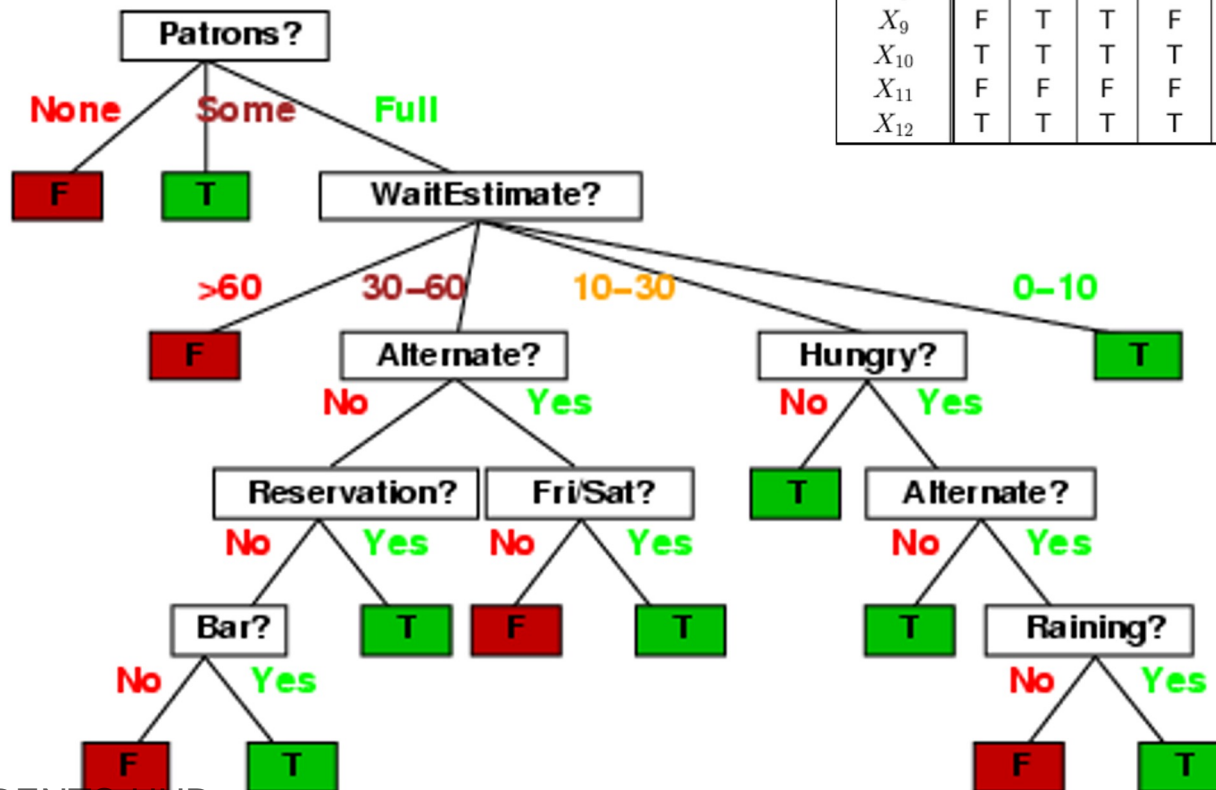 Patrons?
None Some Full
F T WaitEstimate?
>60 30–60 10–30 0–10
F Alternate? Hungry? T
No Yes No Yes
Reservation? Fri/Sat? T Alternate?
No Yes No Yes No Yes
Bar? T F T T Raining?
No Yes No Yes
F T F T
X9 F T T F
X10 T T T T
X11 F F F F
X12 T T T T